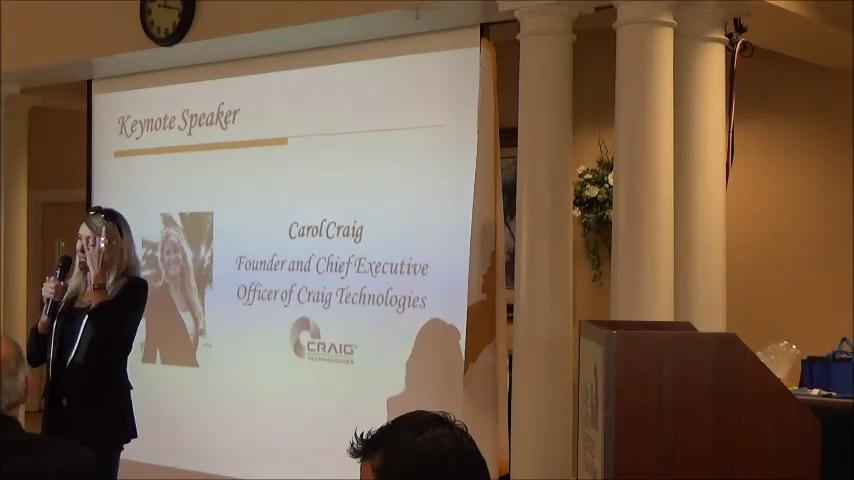 Keynote Speaker
Carol Craig
Founder and Chief Executive
Officer of Craig Technologies
CRAIG
TECHNOLOGIES